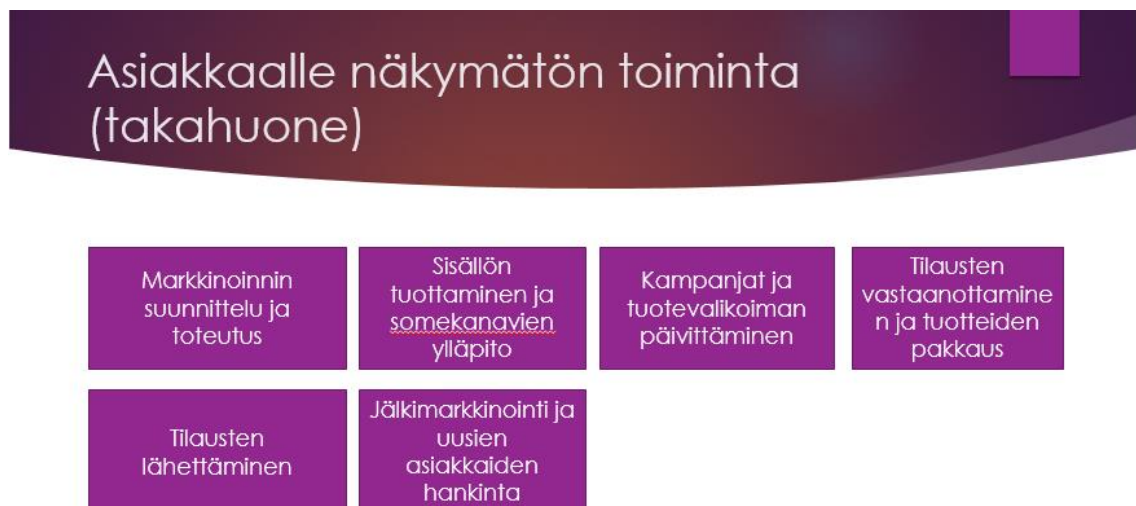 Asiakkaalle näkymätön toiminta
(takahuone)
Markkinoinnin
suunnittelu ja
toteutus
Sisällön
tuottaminen ja
somekanavien
ylläpito
Kampanjat ja
tuotevalikoiman
päivittäminen
Tilausten
vastaanottamine
n ja tuotteiden
pakkaus
Tilausten
lähettäminen
Jälkimarkkinointi ja
uusien
asiakkaiden
hankinta